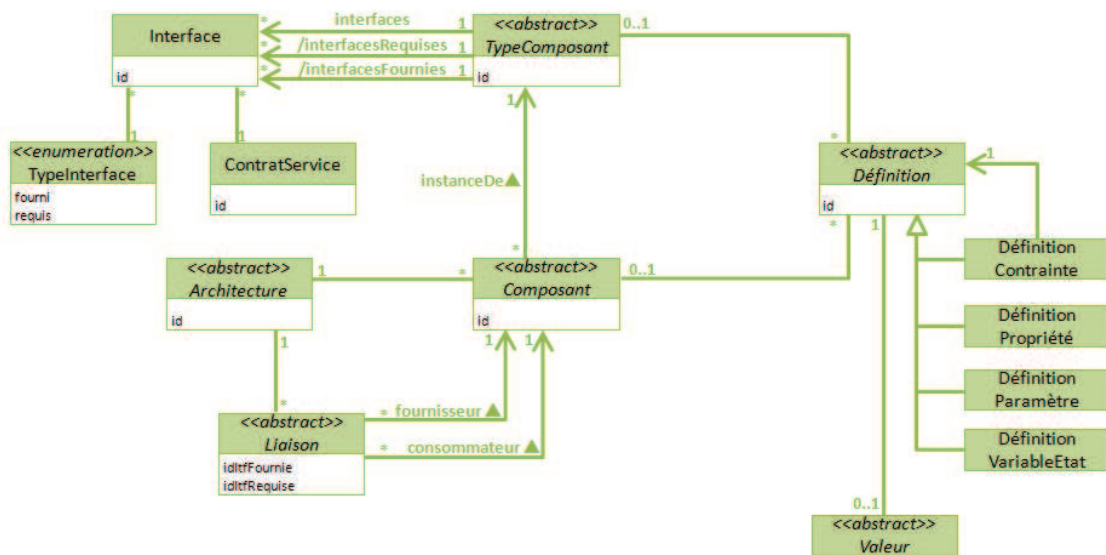 * interfaces 1
Interface
* /interfacesRequises 1
* /interfacesFournies 1
id
<<abstract>>
TypeComposant
id
0..1
*
*
1
1
1
<<enumeration>>
TypeInterface
fourni
requis
ContratService
id
instanceDe▲
*
*
<<abstract>>
Définition
id
1
*
1
<<abstract>>
Architecture
id
1
*
<<abstract>>
Composant
id
0..1
Définition
Contrainte
Définition
Propriété
Définition
Paramètre
Définition
VariableEtat
1
*
1
1
<<abstract>>
Liaison
idItfFournie
idItfRequise
* fournisseur▲
* consommateur▲
0..1
<<abstract>>
Valeur